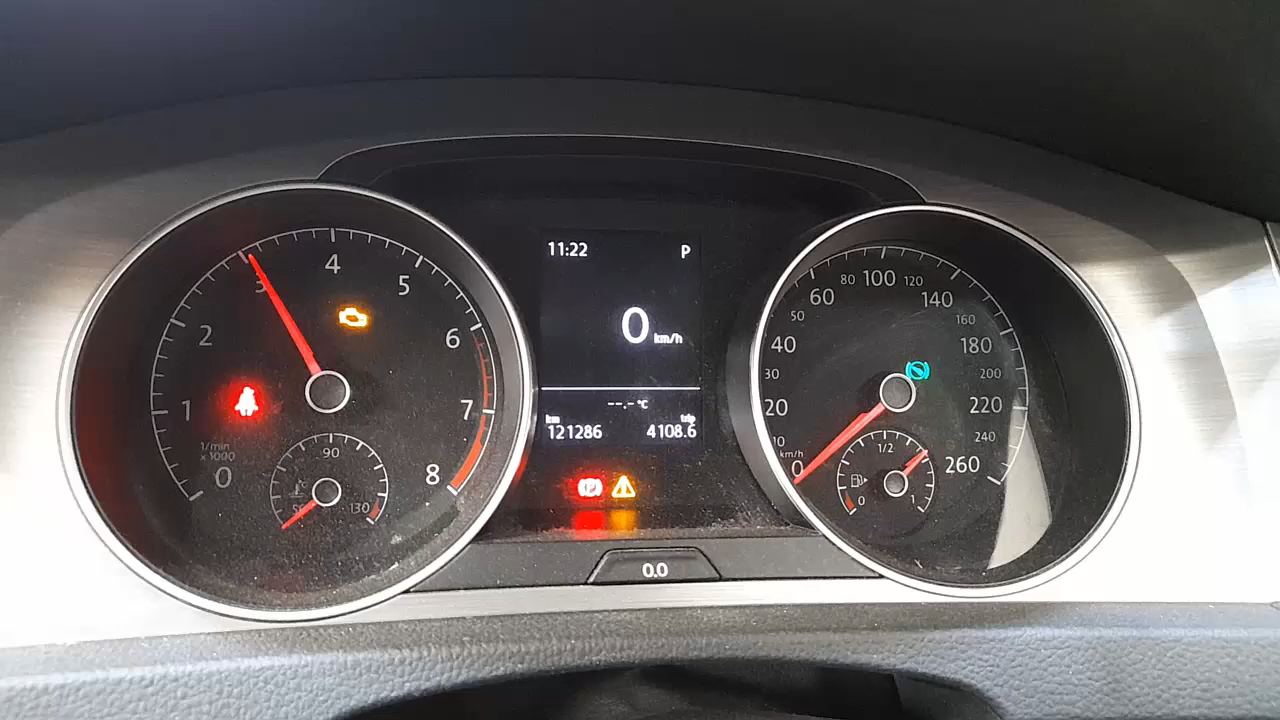 11:22 P
0 km/h
--.- °C
km trip
121286 4108.6
0.0
0 1 2 3 4 5 6 7 8
1/min
x 1000
50 90 130
km/h
0 10 20 30 40 50 60 80 100 120 140 160 180 200 220 240 260
0 1/2 1
P